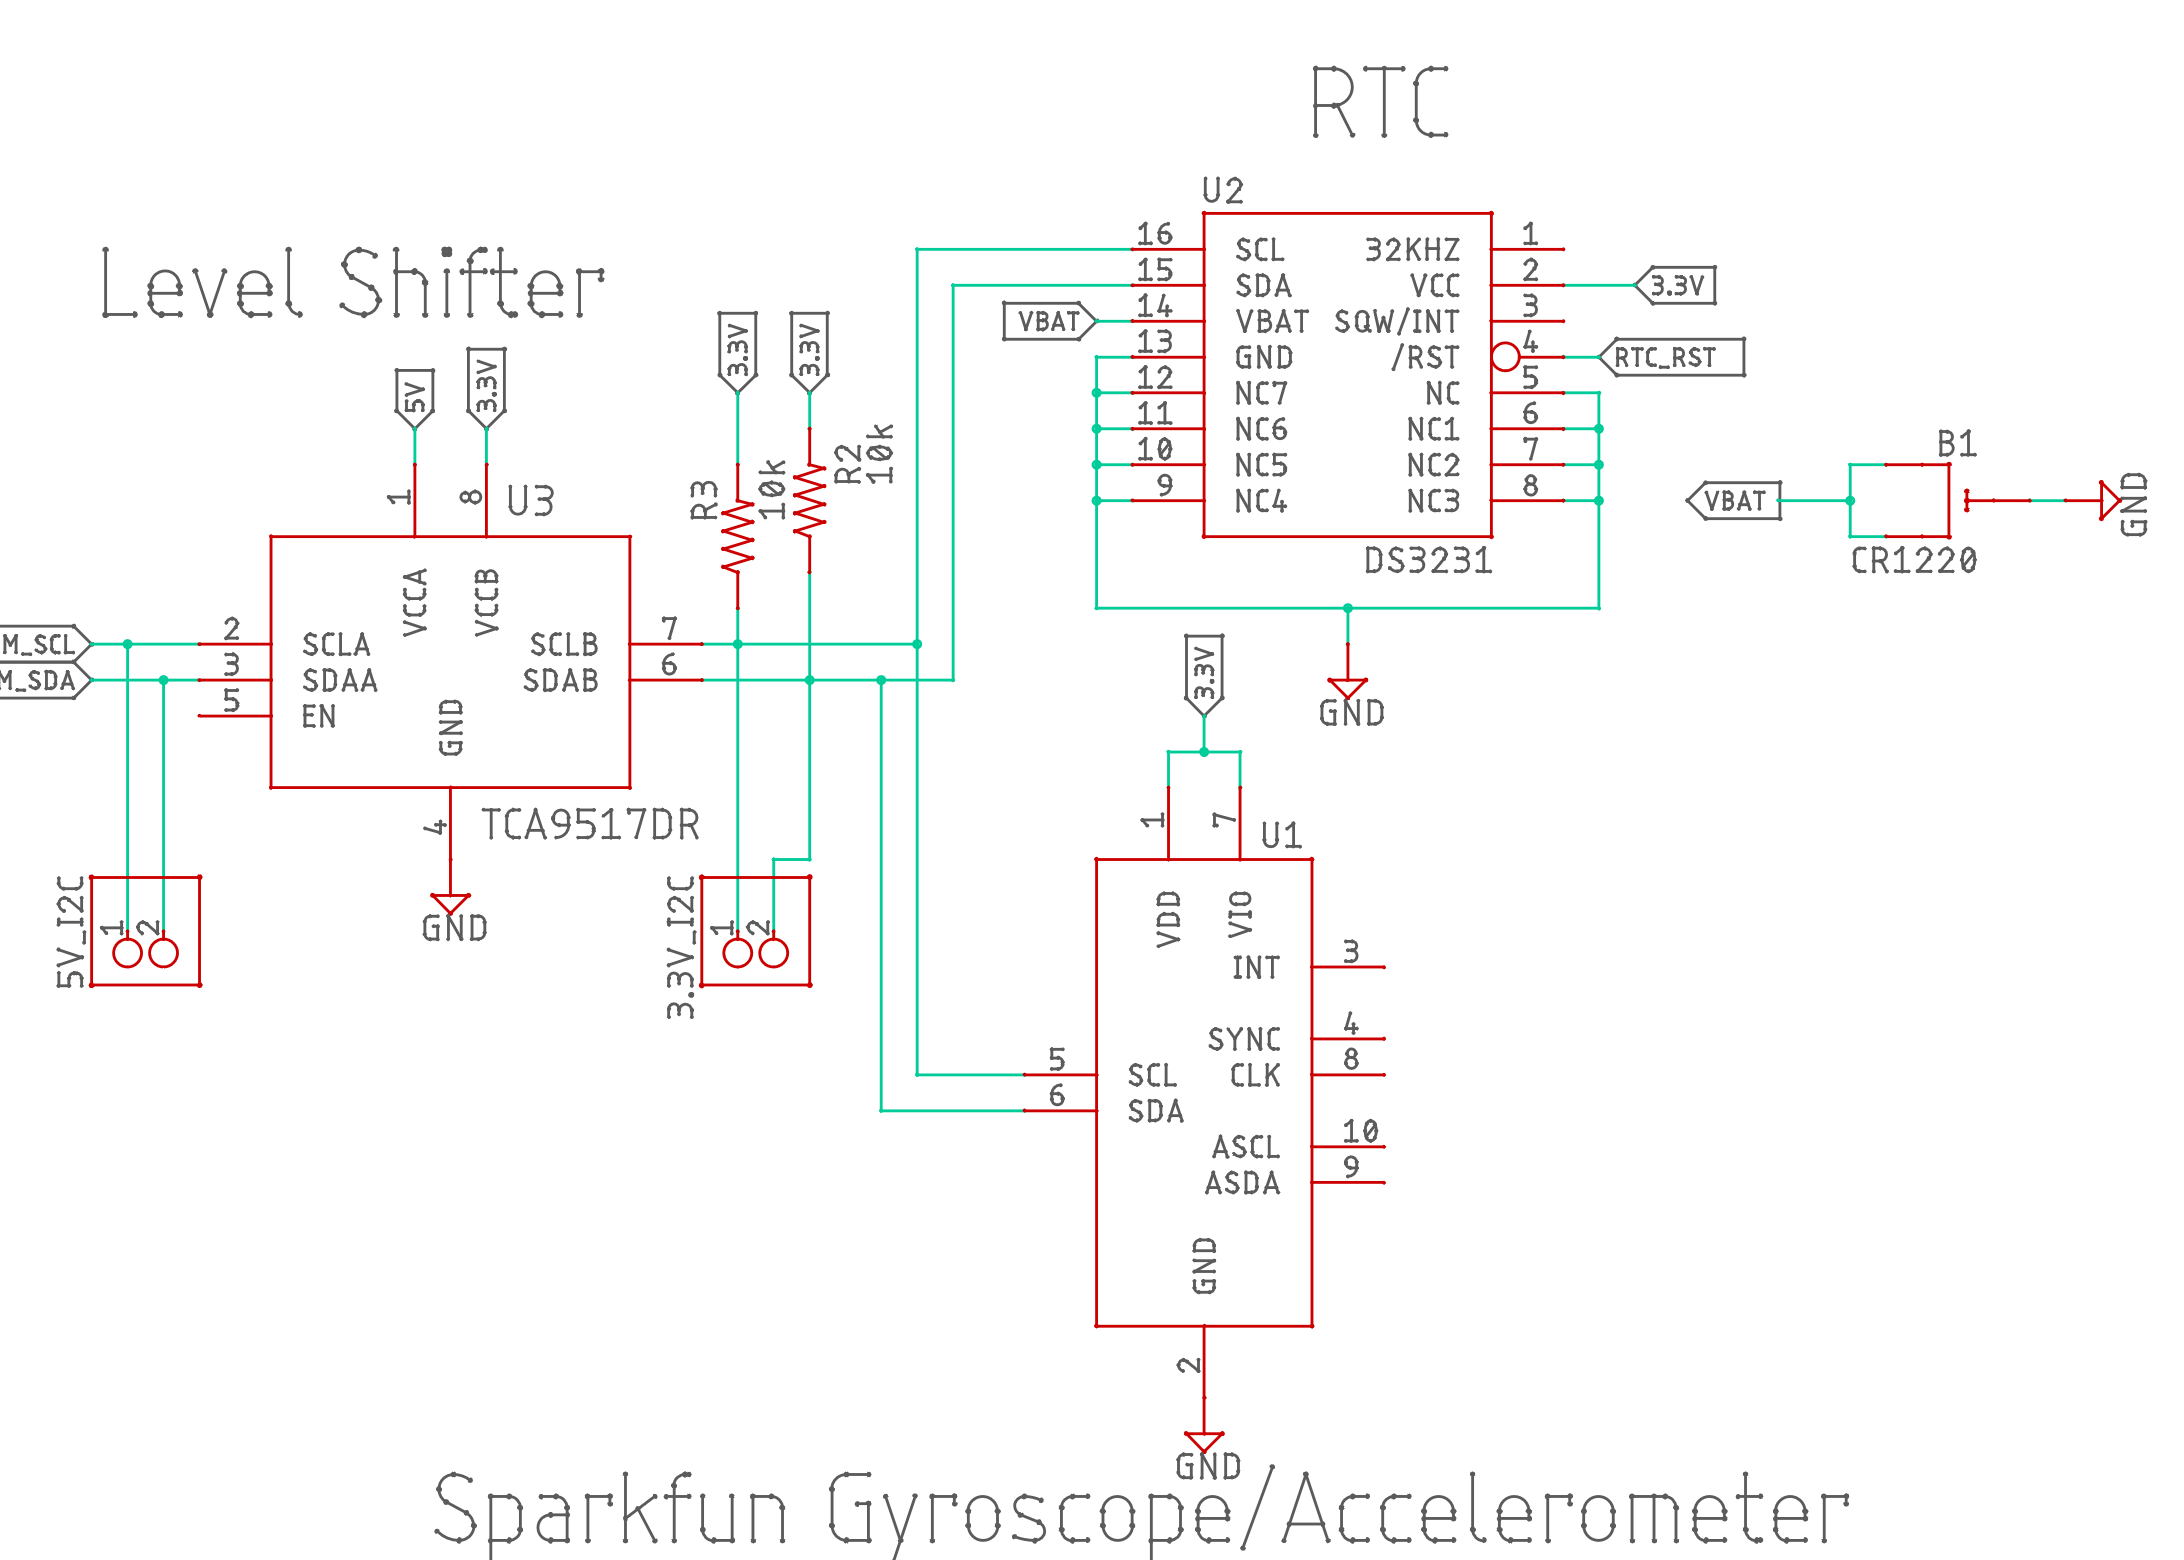 RTC
U2
16 SCL 32KHZ 1
15 SDA VCC 2 3.3V
VBAT 14 VBAT SQW/INT 3
13 GND /RST 4 RTC_RST
12 NC7 NC 5
11 NC6 NC1 6
10 NC5 NC2 7
9 NC4 NC3 8
DS3231
GND
B1
VBAT
CR1220
GND
Level Shifter
5V
3.3V
1
8
U3
VCCA
VCCB
M_SCL 2 SCLA SCLB 7
M_SDA 3 SDAA SDAB 6
5 EN
GND
4
TCA9517DR
GND
3.3V
3.3V
R3
10k
R2
10k
5V_I2C
1
2
3.3V_I2C
1
2
3.3V
1
7
U1
VDD
VIO
INT 3
SYNC 4
5 SCL CLK 8
6 SDA
ASCL 10
ASDA 9
GND
2
GND
Sparkfun Gyroscope/Accelerometer